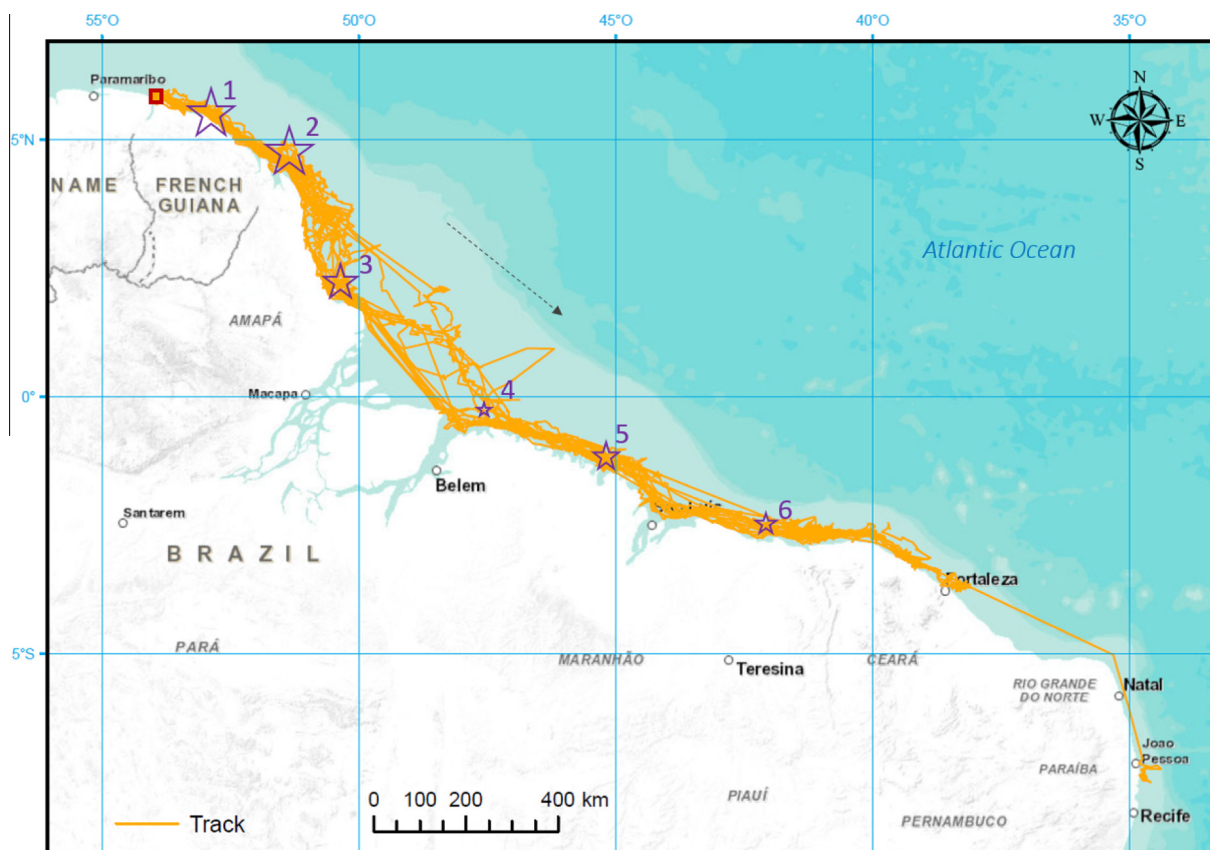 55°O 50°O 45°O 40°O 35°O
Paramaribo
1
N
W E
S
2
5°N
NAME
FRENCH
GUIANA
Atlantic Ocean
3
AMAPÁ
Macapa
0°
4
5
Belem
Santarem
6
BRAZIL
Fortaleza
PARÁ
5°S
MARANHÃO
Teresina
CEARÁ
RIO GRANDE
DO NORTE
Natal
Joao
Pessoa
PARAÍBA
PIAUÍ
Recife
PERNAMBUCO
0 100 200 400 km
Track